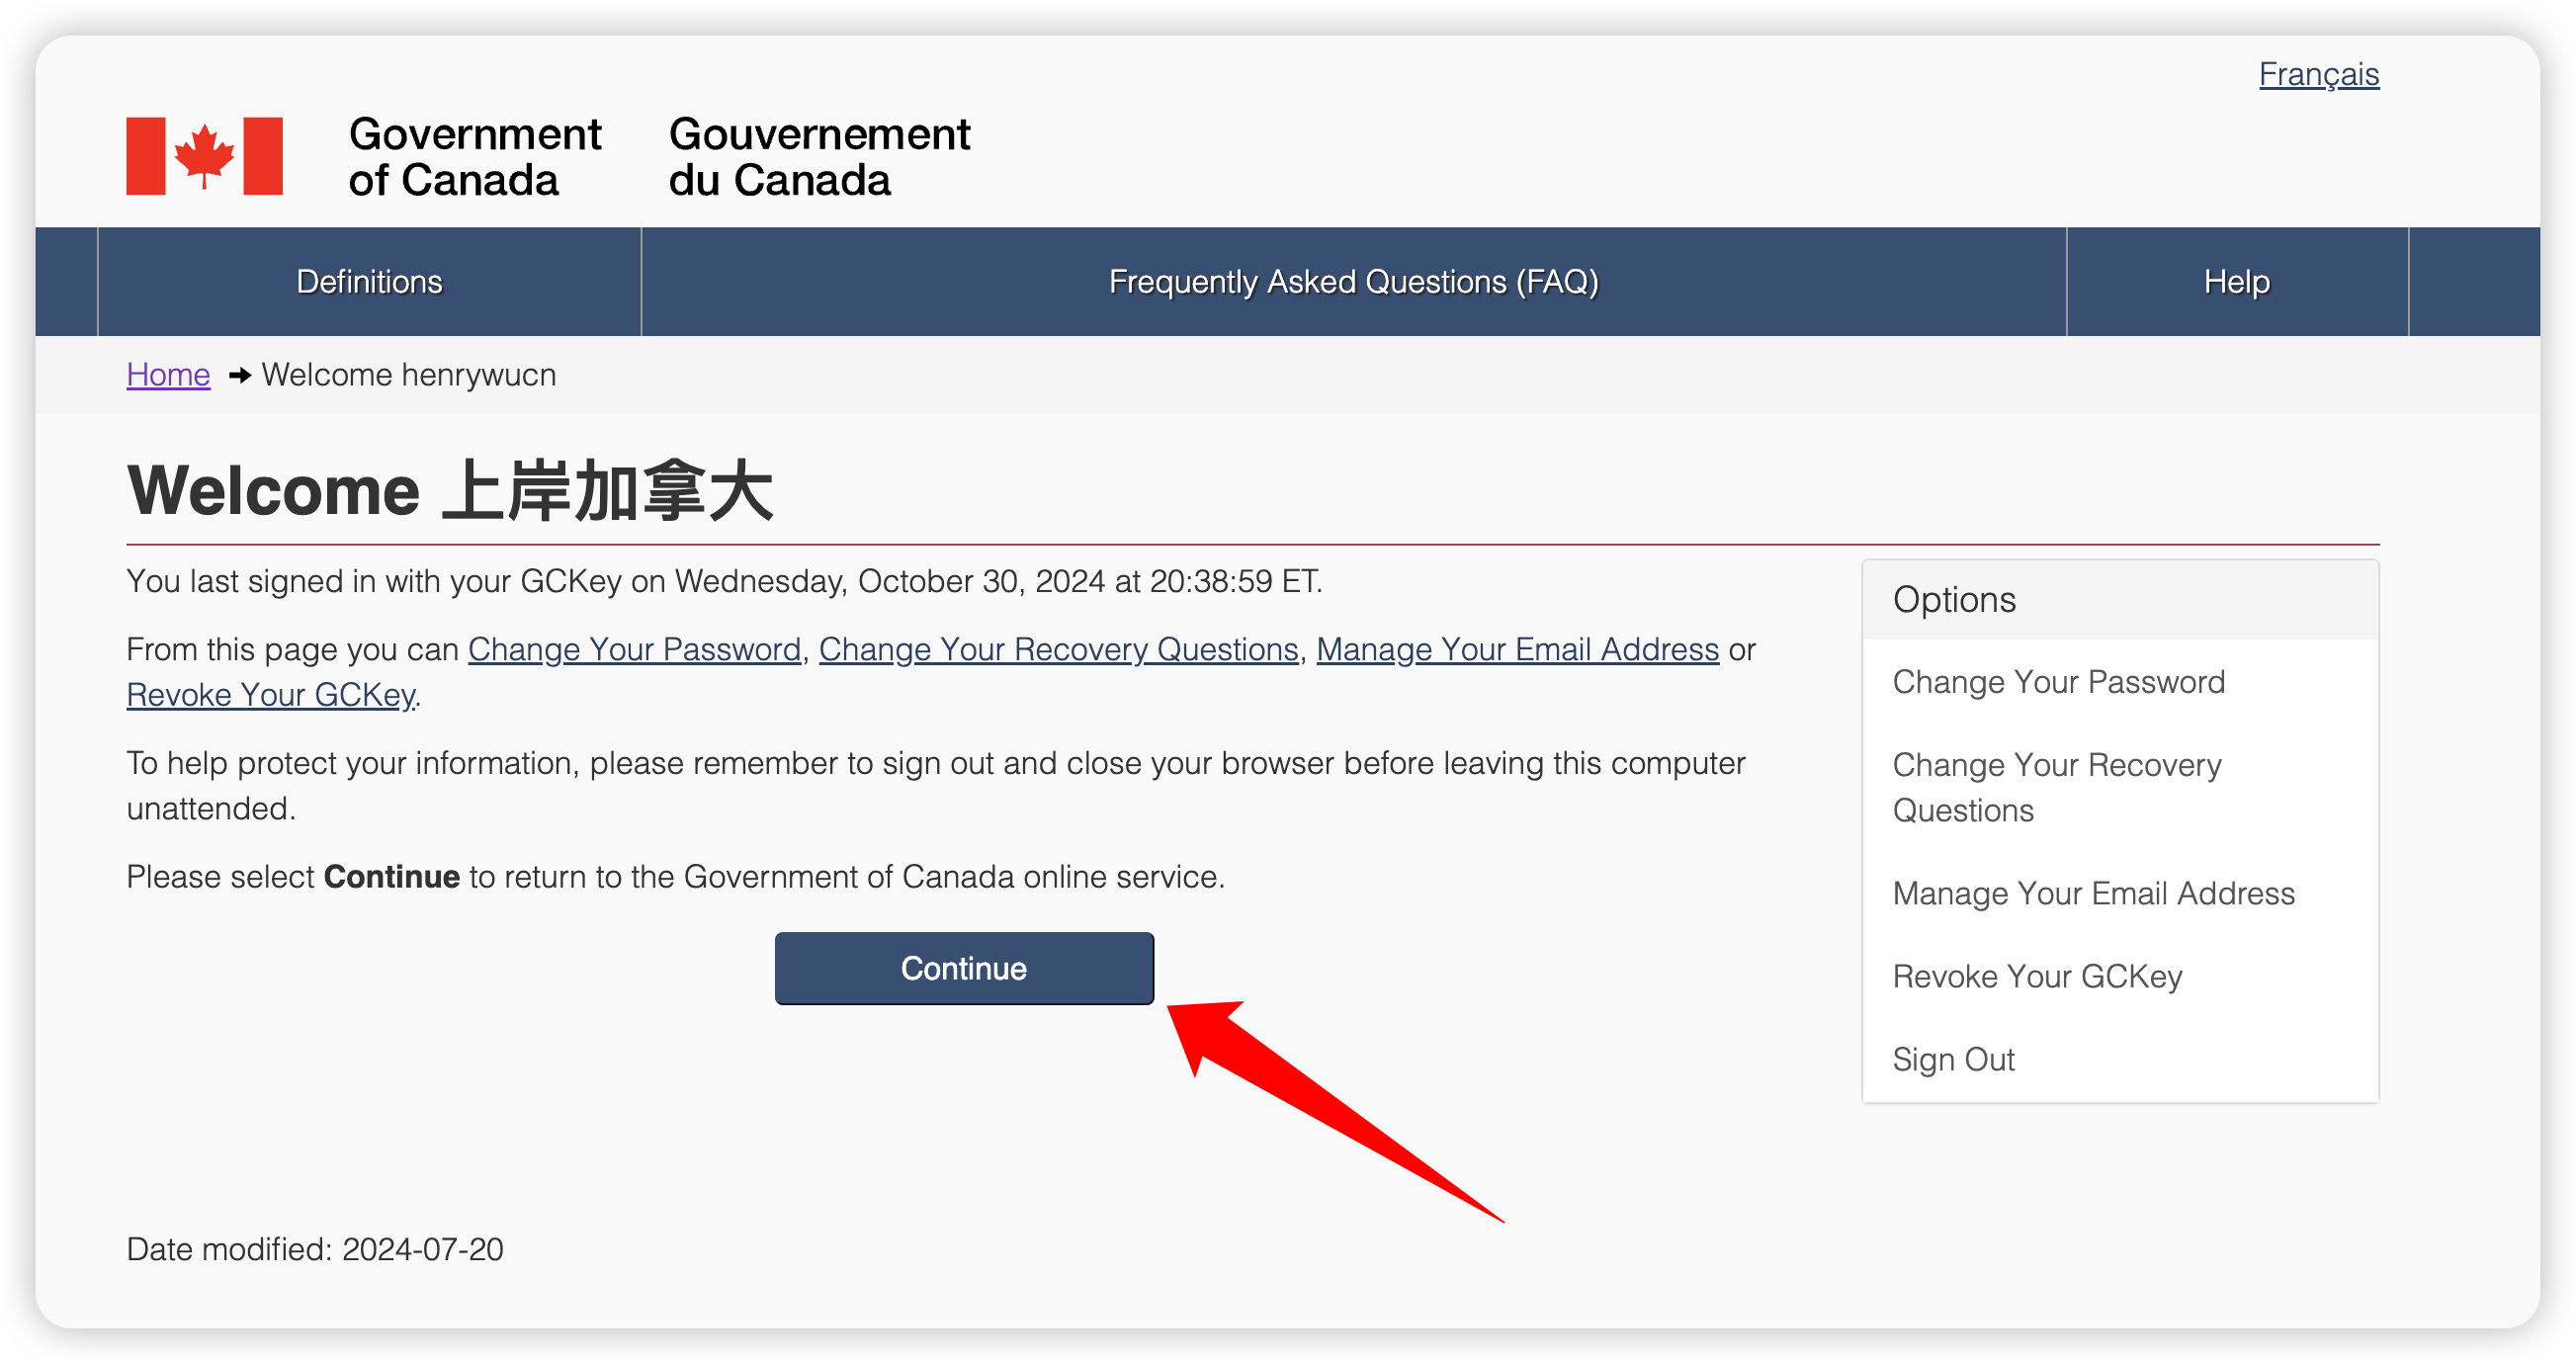 Français
Government of Canada
Gouvernement du Canada
Definitions
Frequently Asked Questions (FAQ)
Help
Home ➔ Welcome henrywucn
Welcome 上岸加拿大
You last signed in with your GCKey on Wednesday, October 30, 2024 at 20:38:59 ET.
From this page you can Change Your Password, Change Your Recovery Questions, Manage Your Email Address or
Revoke Your GCKey.
To help protect your information, please remember to sign out and close your browser before leaving this computer
unattended.
Please select Continue to return to the Government of Canada online service.
Continue
Options
Change Your Password
Change Your Recovery
Questions
Manage Your Email Address
Revoke Your GCKey
Sign Out
Date modified: 2024-07-20